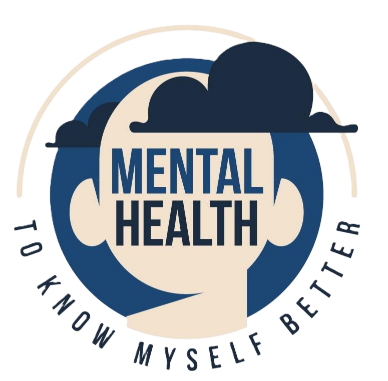 MENTAL
HEALTH
TO KNOW MYSELF BETTER